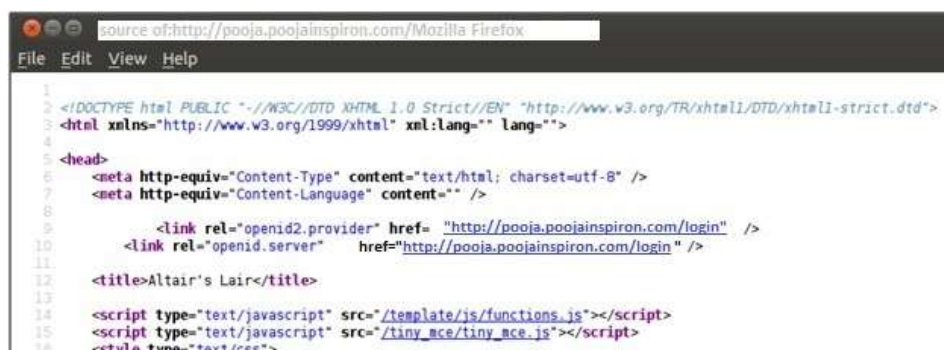 source of:http://pooja.poojainspiron.com/Mozilla Firefox
File Edit View Help
1
2 <!DOCTYPE html PUBLIC "-//W3C//DTD XHTML 1.0 Strict//EN" "http://www.w3.org/TR/xhtml1/DTD/xhtml1-strict.dtd">
3 <html xmlns="http://www.w3.org/1999/xhtml" xml:lang="" lang="">
4
5 <head>
6 <meta http-equiv="Content-Type" content="text/html; charset=utf-8" />
7 <meta http-equiv="Content-Language" content="" />
8
9 <link rel="openid2.provider" href= "http://pooja.poojainspiron.com/login" />
10 <link rel="openid.server" href="http://pooja.poojainspiron.com/login " />
11
12 <title>Altair's Lair</title>
13
14 <script type="text/javascript" src="/template/js/functions.js"></script>
15 <script type="text/javascript" src="/tiny_mce/tiny_mce.js"></script>
16 <style type="text/css">